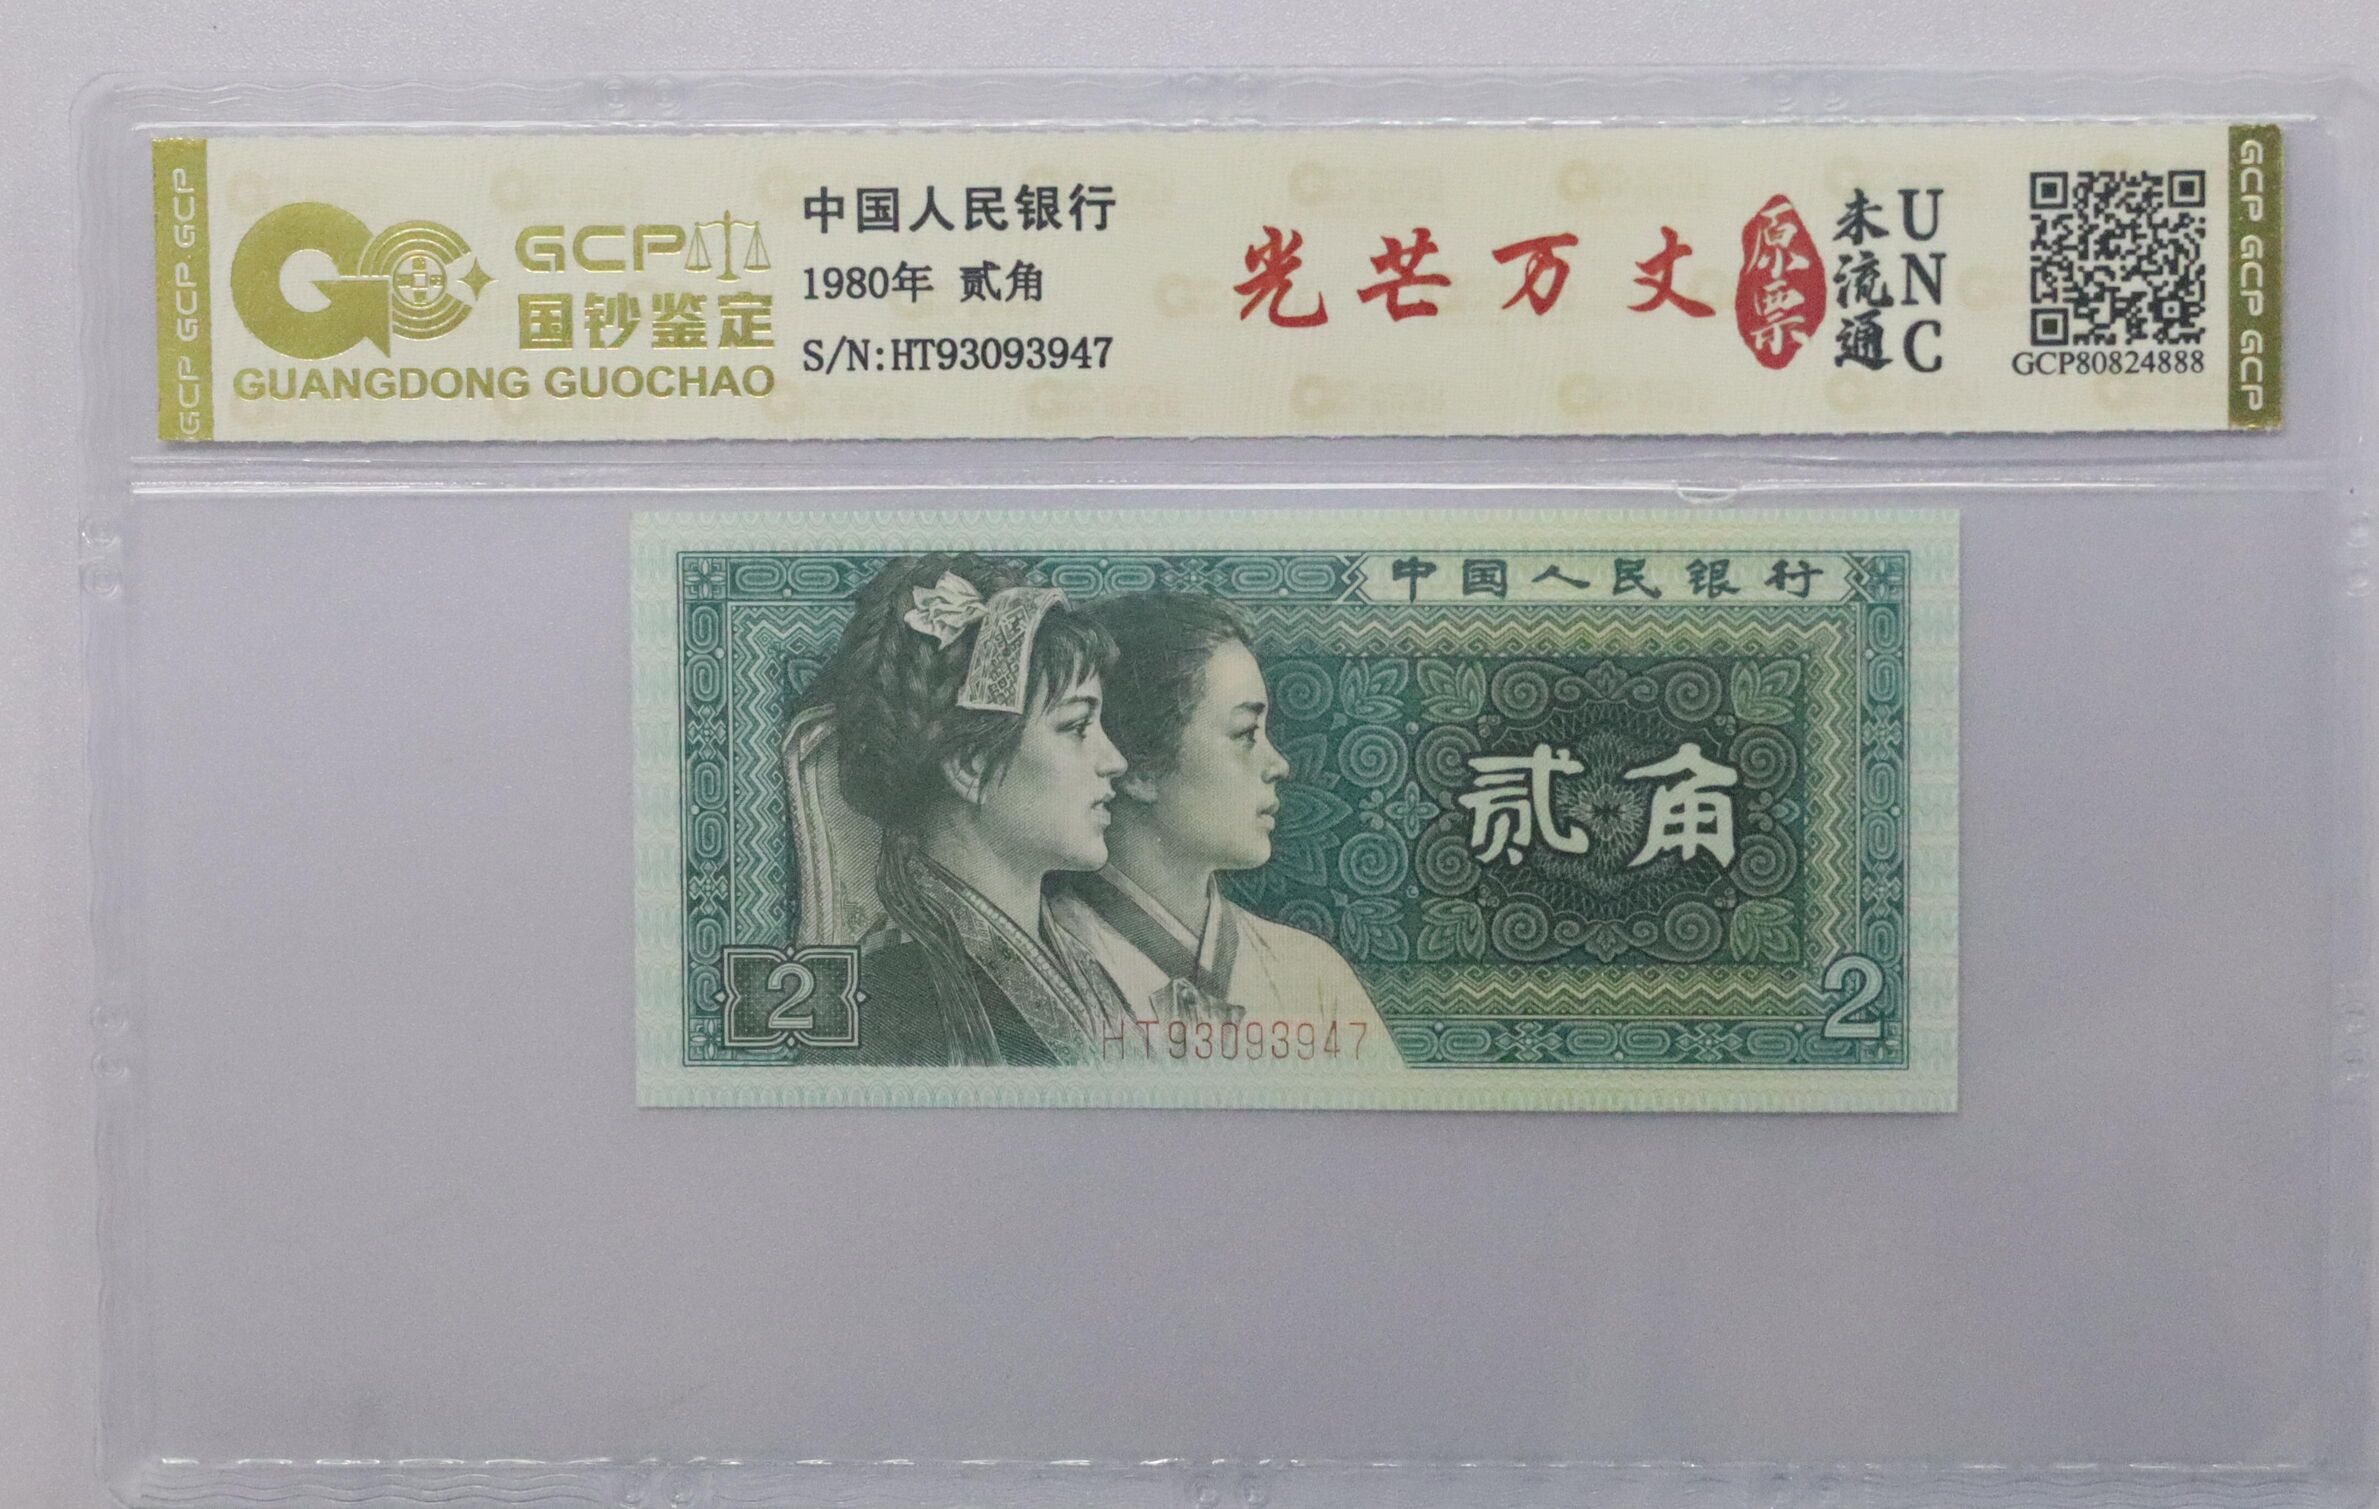 GCP GCP GCP
GCP
国钞鉴定
GUANGDONG GUOCHAO
中国人民银行
1980年 贰角
S/N:HT93093947
光芒万丈
原票
未流通
UNC
GCP80824888
GCP GCP GCP
中国人民银行
贰角
2
2
HT93093947